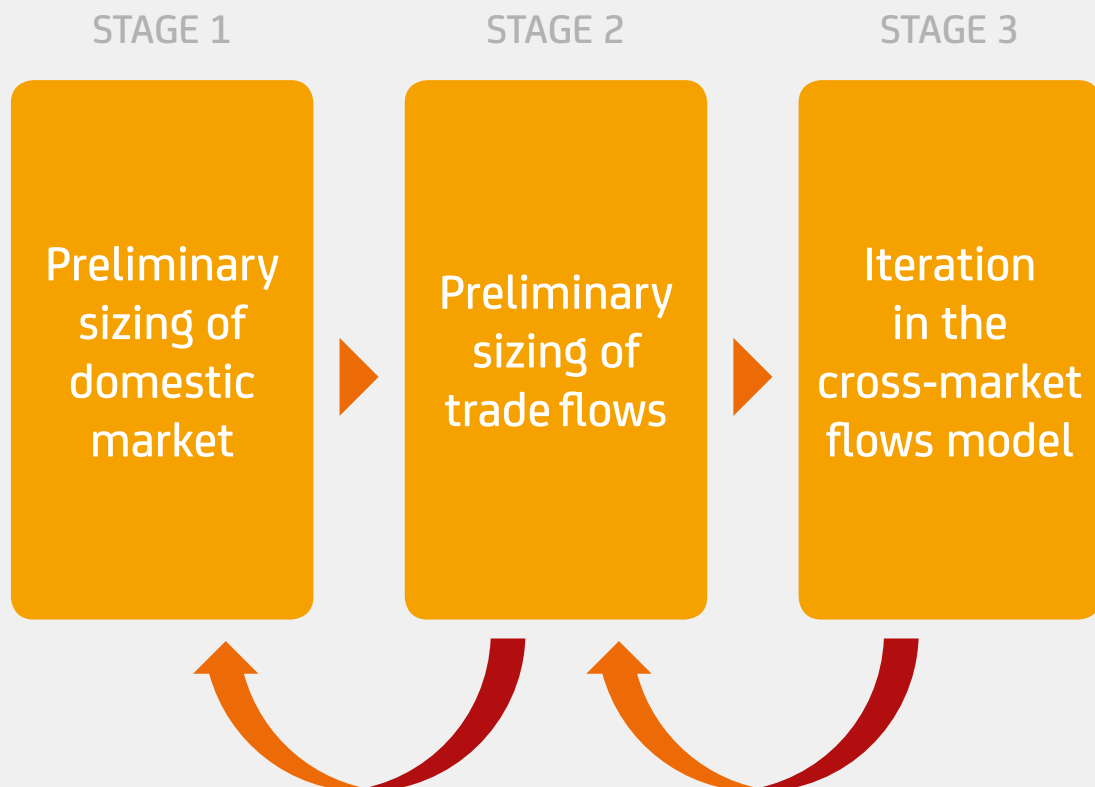 STAGE 1
Preliminary
sizing of
domestic
market
STAGE 2
Preliminary
sizing of
trade flows
STAGE 3
Iteration
in the
cross-market
flows model